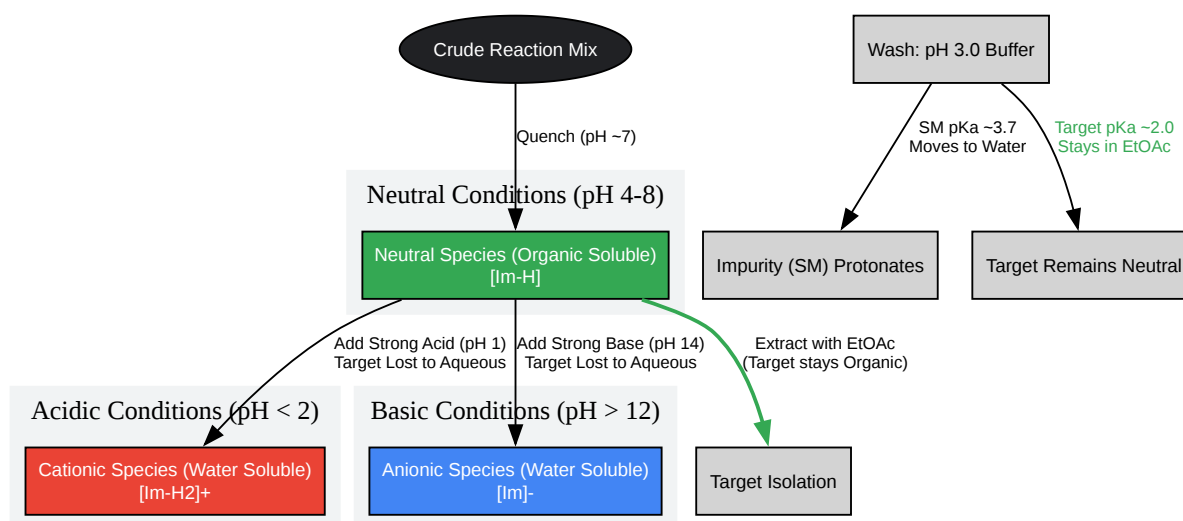 Crude Reaction Mix
Wash: pH 3.0 Buffer
Quench (pH ~7)
SM pKa ~3.7
Moves to Water
Target pKa ~2.0
Stays in EtOAc
Neutral Conditions (pH 4-8)
Neutral Species (Organic Soluble)
[Im-H]
Impurity (SM) Protonates
Target Remains Neutral
Add Strong Acid (pH 1)
Target Lost to Aqueous
Add Strong Base (pH 14)
Target Lost to Aqueous
Extract with EtOAc
(Target stays Organic)
Acidic Conditions (pH < 2)
Basic Conditions (pH > 12)
Cationic Species (Water Soluble)
[Im-H2]+
Anionic Species (Water Soluble)
[Im]-
Target Isolation